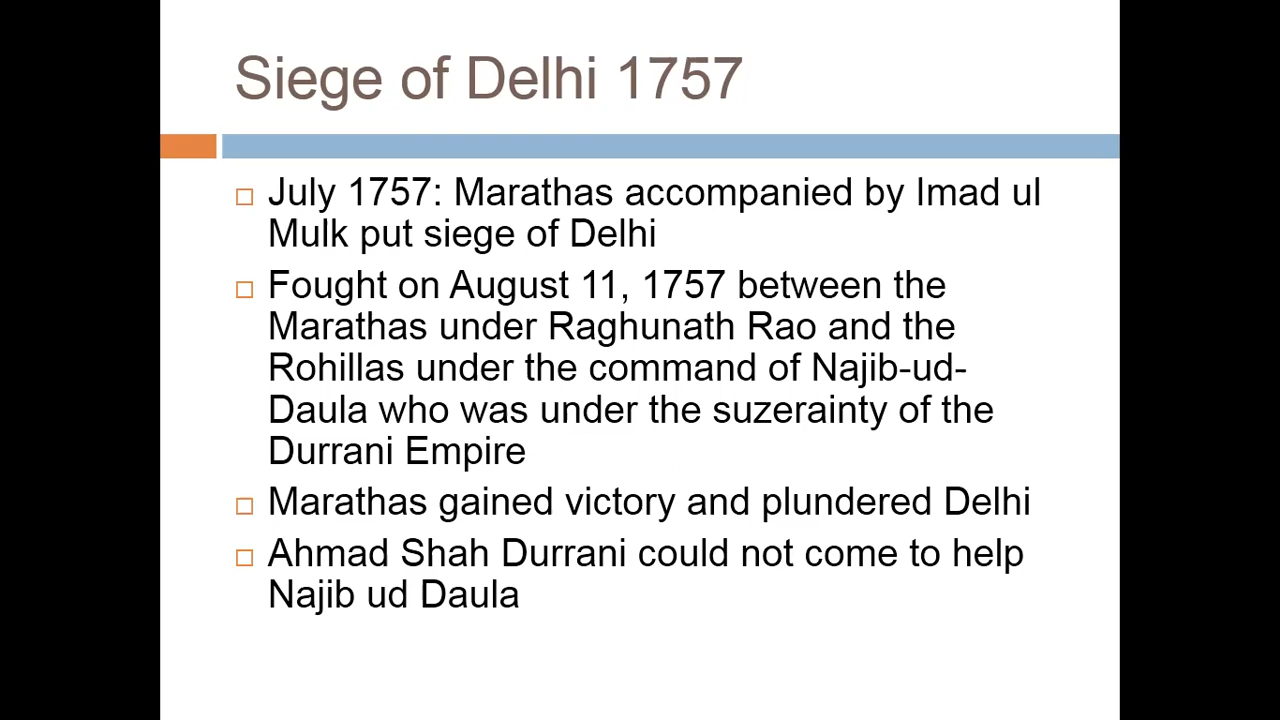 Siege of Delhi 1757
July 1757: Marathas accompanied by Imad ul
Mulk put siege of Delhi
Fought on August 11, 1757 between the
Marathas under Raghunath Rao and the
Rohillas under the command of Najib-ud-
Daula who was under the suzerainty of the
Durrani Empire
Marathas gained victory and plundered Delhi
Ahmad Shah Durrani could not come to help
Najib ud Daula